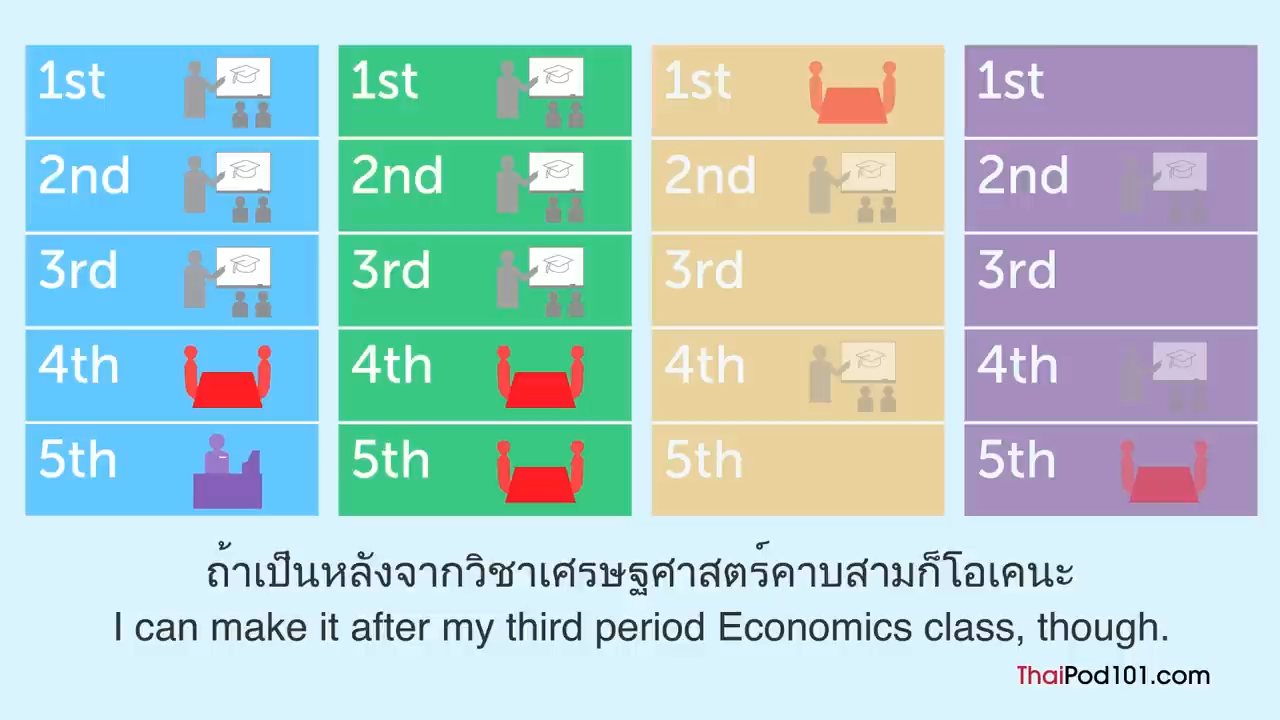 1st 1st 1st 1st
2nd 2nd 2nd 2nd
3rd 3rd 3rd 3rd
4th 4th 4th 4th
5th 5th 5th 5th
ถ้าเป็นหลังจากวิชาเศรษฐศาสตร์คาบสามก็โอเคนะ
I can make it after my third period Economics class, though.
ThaiPod101.com